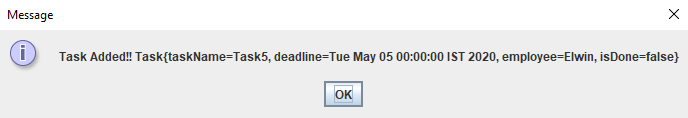 Message
Task Added!! Task{taskName=Task5, deadline=Tue May 05 00:00:00 IST 2020, employee=Elwin, isDone=false}
OK